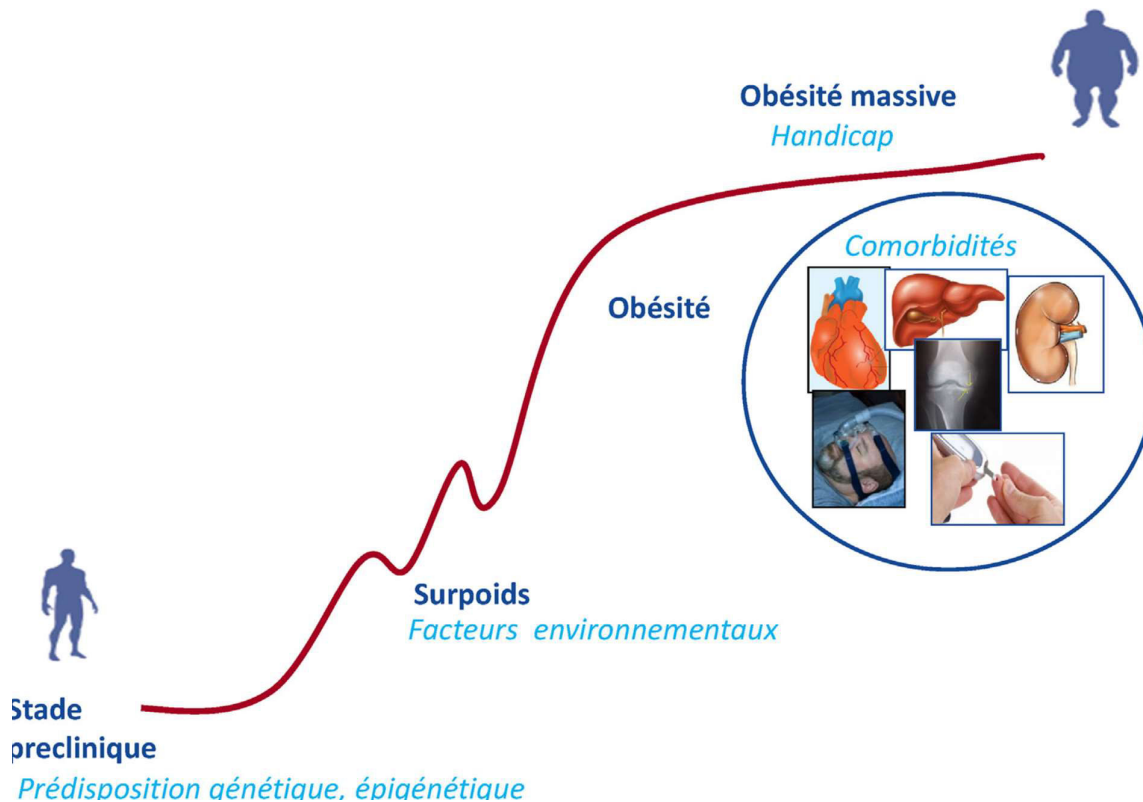 Obésité massive
Handicap
Comorbidités
Obésité
Surpoids
Facteurs environnementaux
Stade
preclinique
Prédisposition génétique, épigénétique